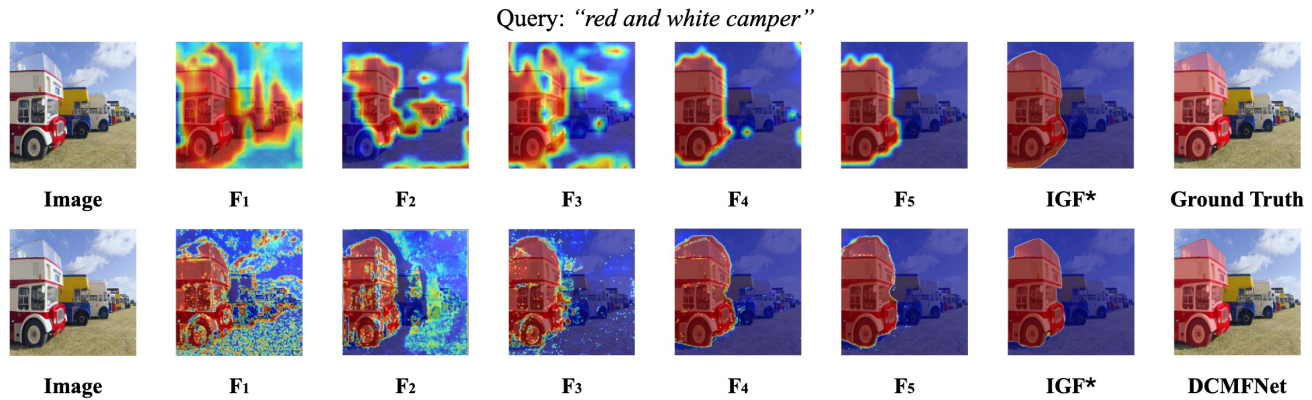 Query: “red and white camper”
Image F1 F2 F3 F4 F5 IGF* Ground Truth
Image F1 F2 F3 F4 F5 IGF* DCMFNet